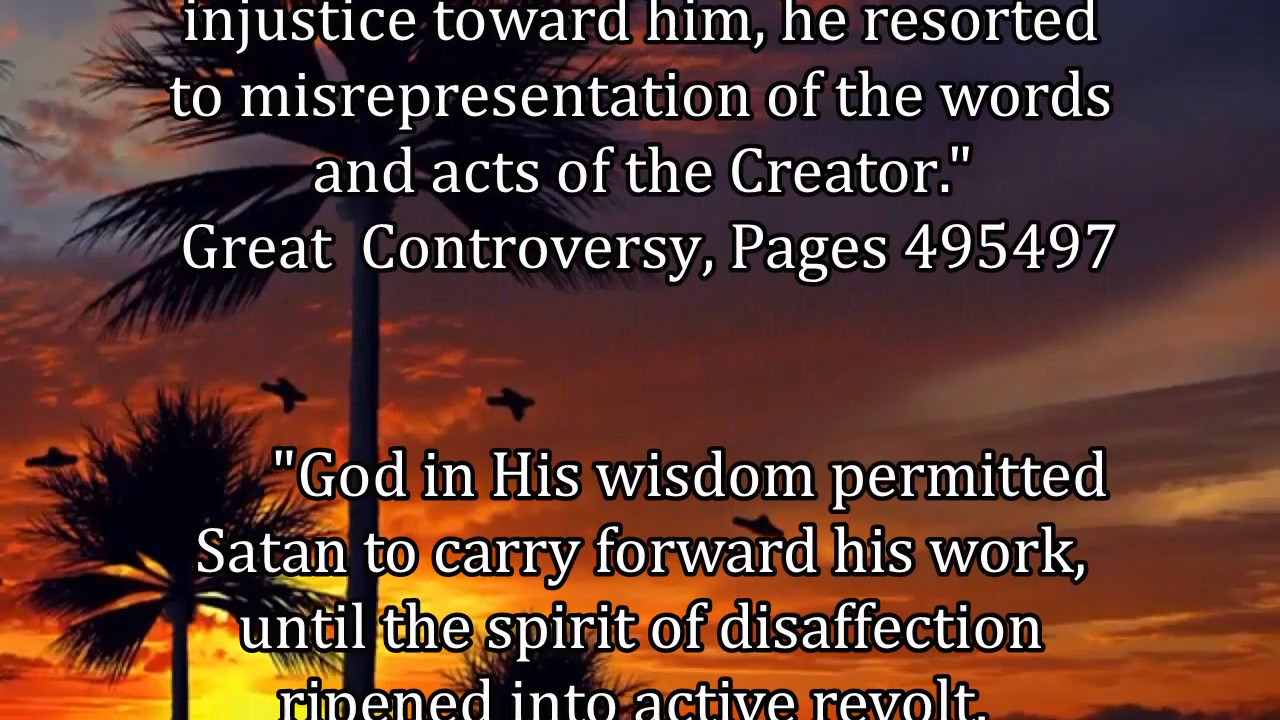 injustice toward him, he resorted
to misrepresentation of the words
and acts of the Creator."
Great  Controversy, Pages 495497
"God in His wisdom permitted
Satan to carry forward his work,
until the spirit of disaffection
ripened into active revolt.